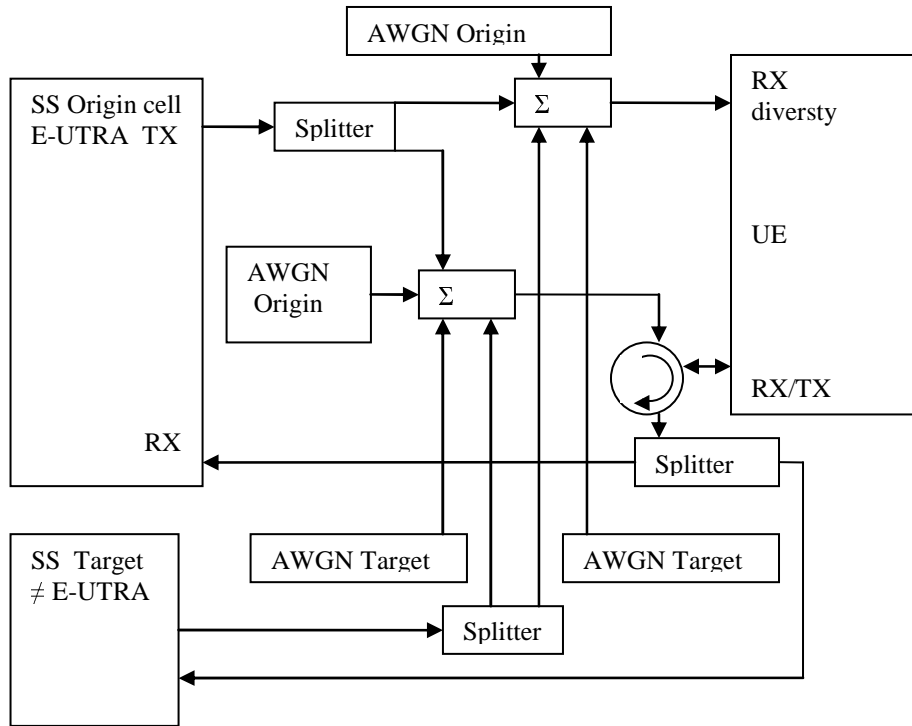 AWGN Origin
SS Origin cell
E-UTRA TX
Splitter
Σ
RX
diversty
UE
AWGN
Origin
Σ
RX/TX
RX
Splitter
AWGN Target
AWGN Target
SS Target
≠ E-UTRA
Splitter